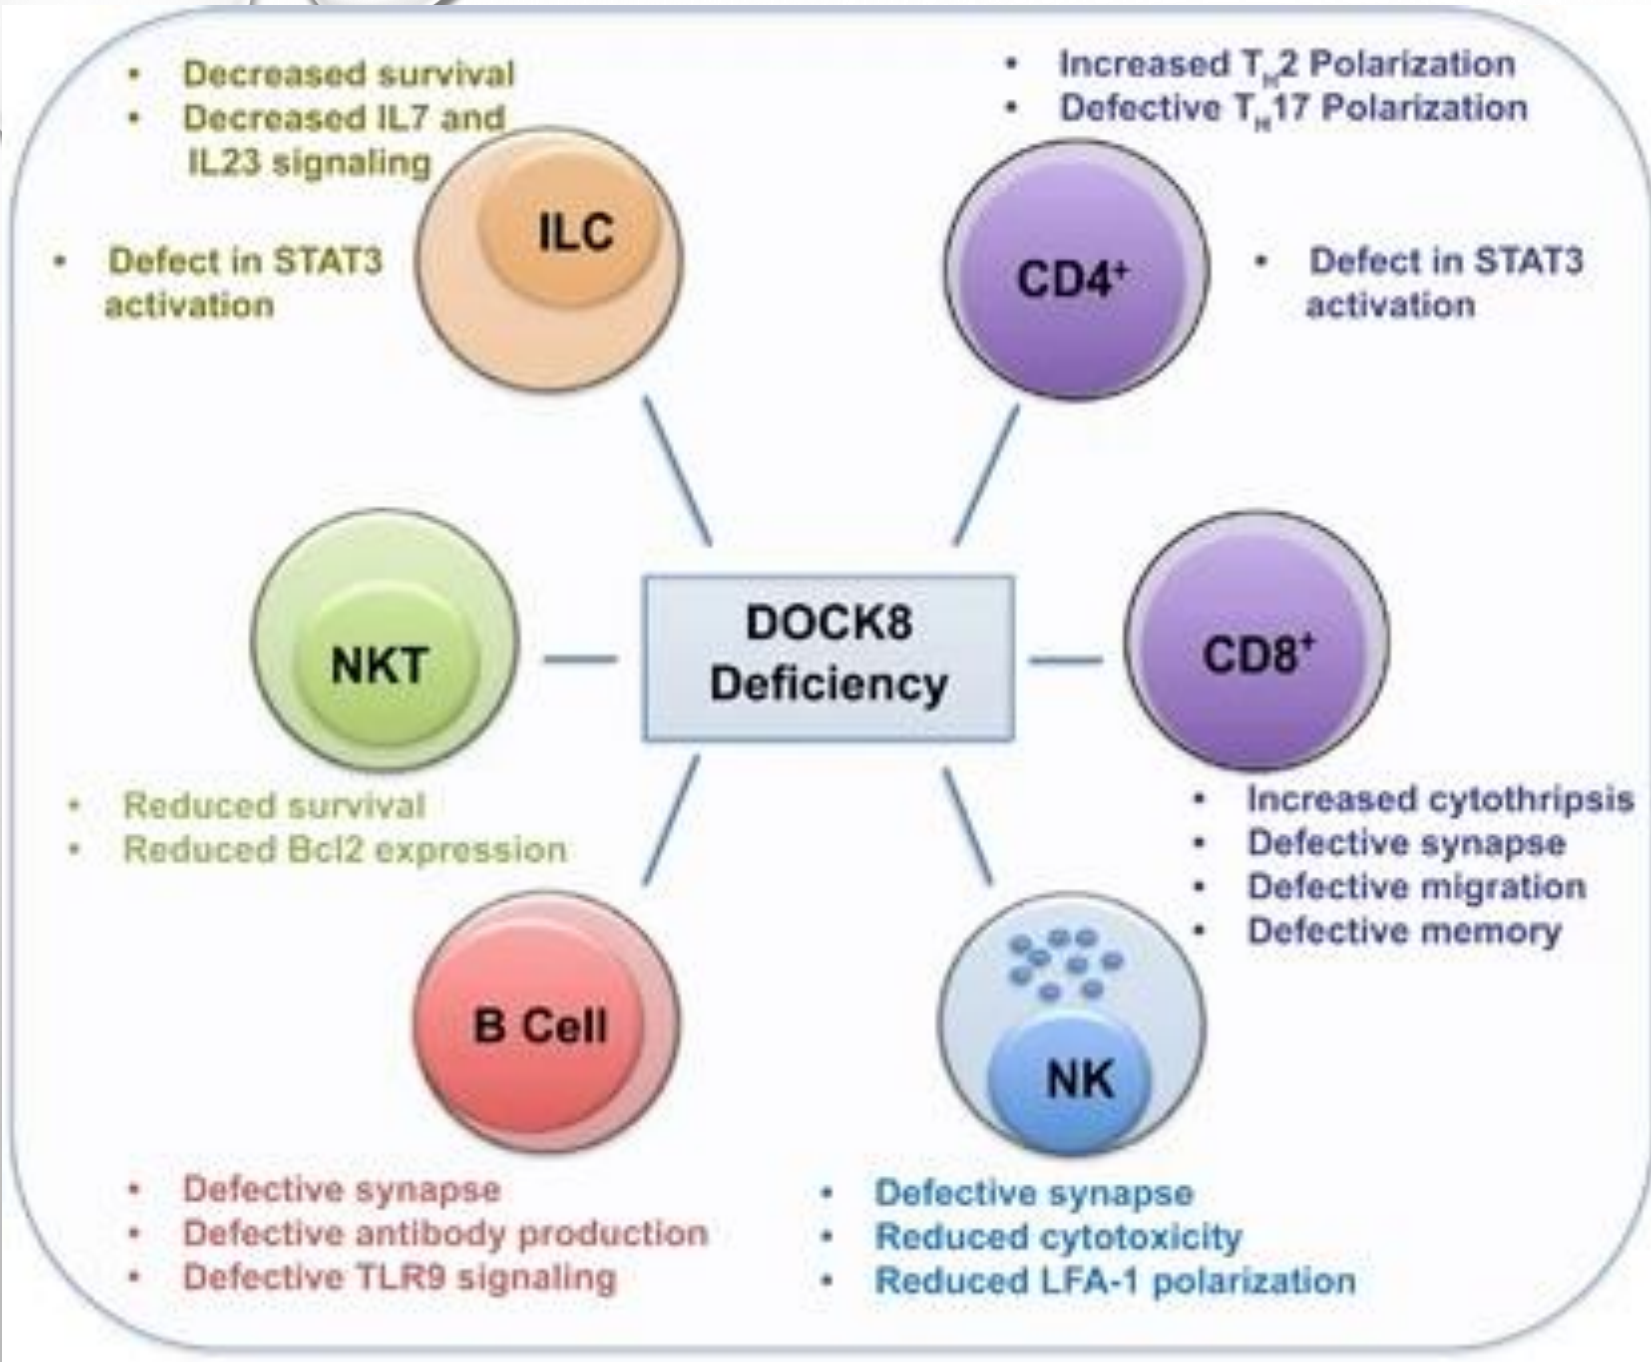 • Decreased survival
• Decreased IL7 and
IL23 signaling
• Defect in STAT3
activation
ILC
• Increased TH2 Polarization
• Defective TH17 Polarization
CD4+
• Defect in STAT3
activation
NKT
• Reduced survival
• Reduced Bcl2 expression
DOCK8
Deficiency
CD8+
• Increased cytothripsis
• Defective synapse
• Defective migration
• Defective memory
B Cell
• Defective synapse
• Defective antibody production
• Defective TLR9 signaling
NK
• Defective synapse
• Reduced cytotoxicity
• Reduced LFA-1 polarization